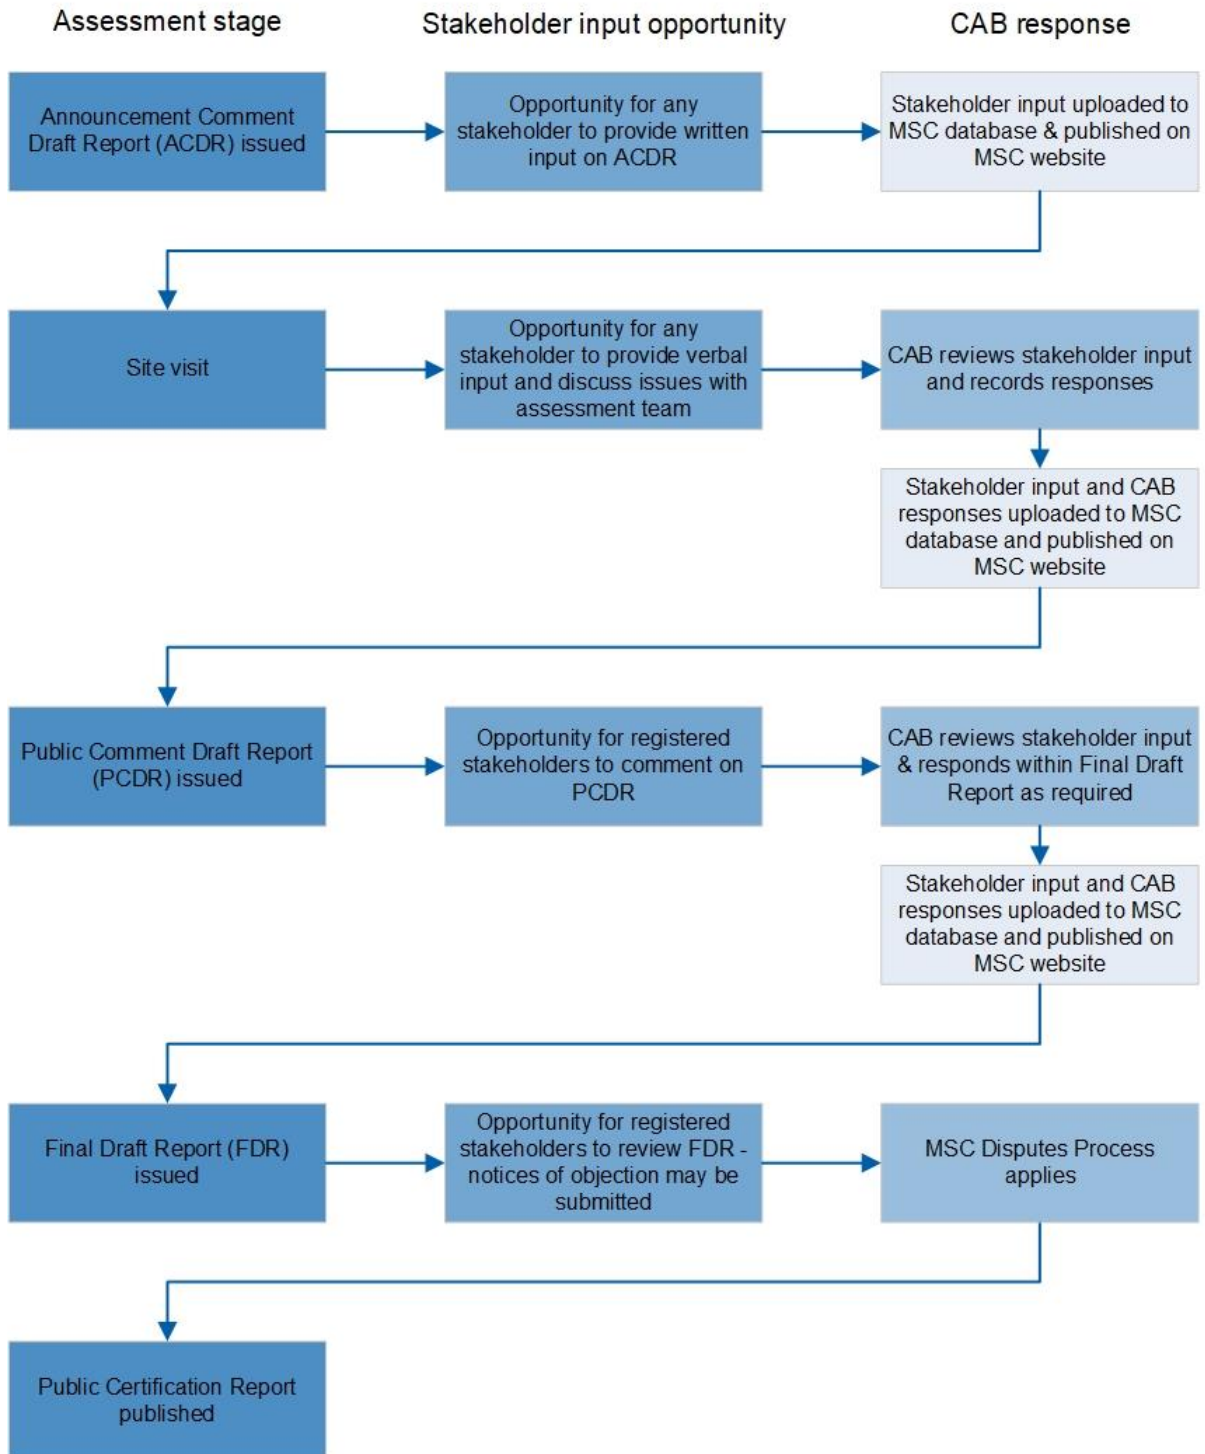 Assessment stage
Stakeholder input opportunity
CAB response
Announcement Comment
Draft Report (ACDR) issued
Opportunity for any
stakeholder to provide written
input on ACDR
Stakeholder input uploaded to
MSC database & published on
MSC website
Site visit
Opportunity for any
stakeholder to provide verbal
input and discuss issues with
assessment team
CAB reviews stakeholder input
and records responses
Stakeholder input and CAB
responses uploaded to MSC
database and published on
MSC website
Public Comment Draft Report
(PCDR) issued
Opportunity for registered
stakeholders to comment on
PCDR
CAB reviews stakeholder input
& responds within Final Draft
Report as required
Stakeholder input and CAB
responses uploaded to MSC
database and published on
MSC website
Final Draft Report (FDR)
issued
Opportunity for registered
stakeholders to review FDR -
notices of objection may be
submitted
MSC Disputes Process
applies
Public Certification Report
published